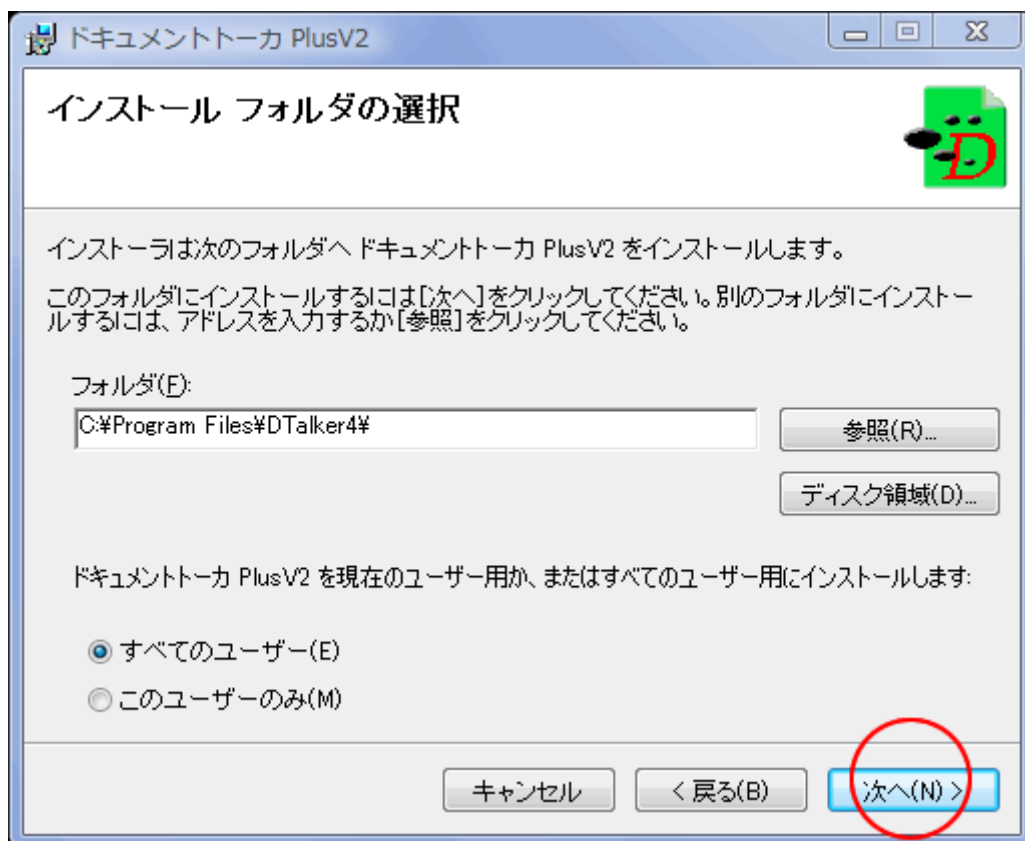 ドキュメントトーカ PlusV2
インストール フォルダの選択
D
インストーラは次のフォルダへ ドキュメントトーカ PlusV2 をインストールします。
このフォルダにインストールするには[次へ]をクリックしてください。別のフォルダにインストー
ルするには、アドレスを入力するか[参照]をクリックしてください。
フォルダ(F):
C:¥Program Files¥DTalker4¥
参照(R)...
ディスク領域(D)...
ドキュメントトーカ PlusV2 を現在のユーザー用か、またはすべてのユーザー用にインストールします:
すべてのユーザー(E)
このユーザーのみ(M)
キャンセル
< 戻る(B)
次へ(N) >